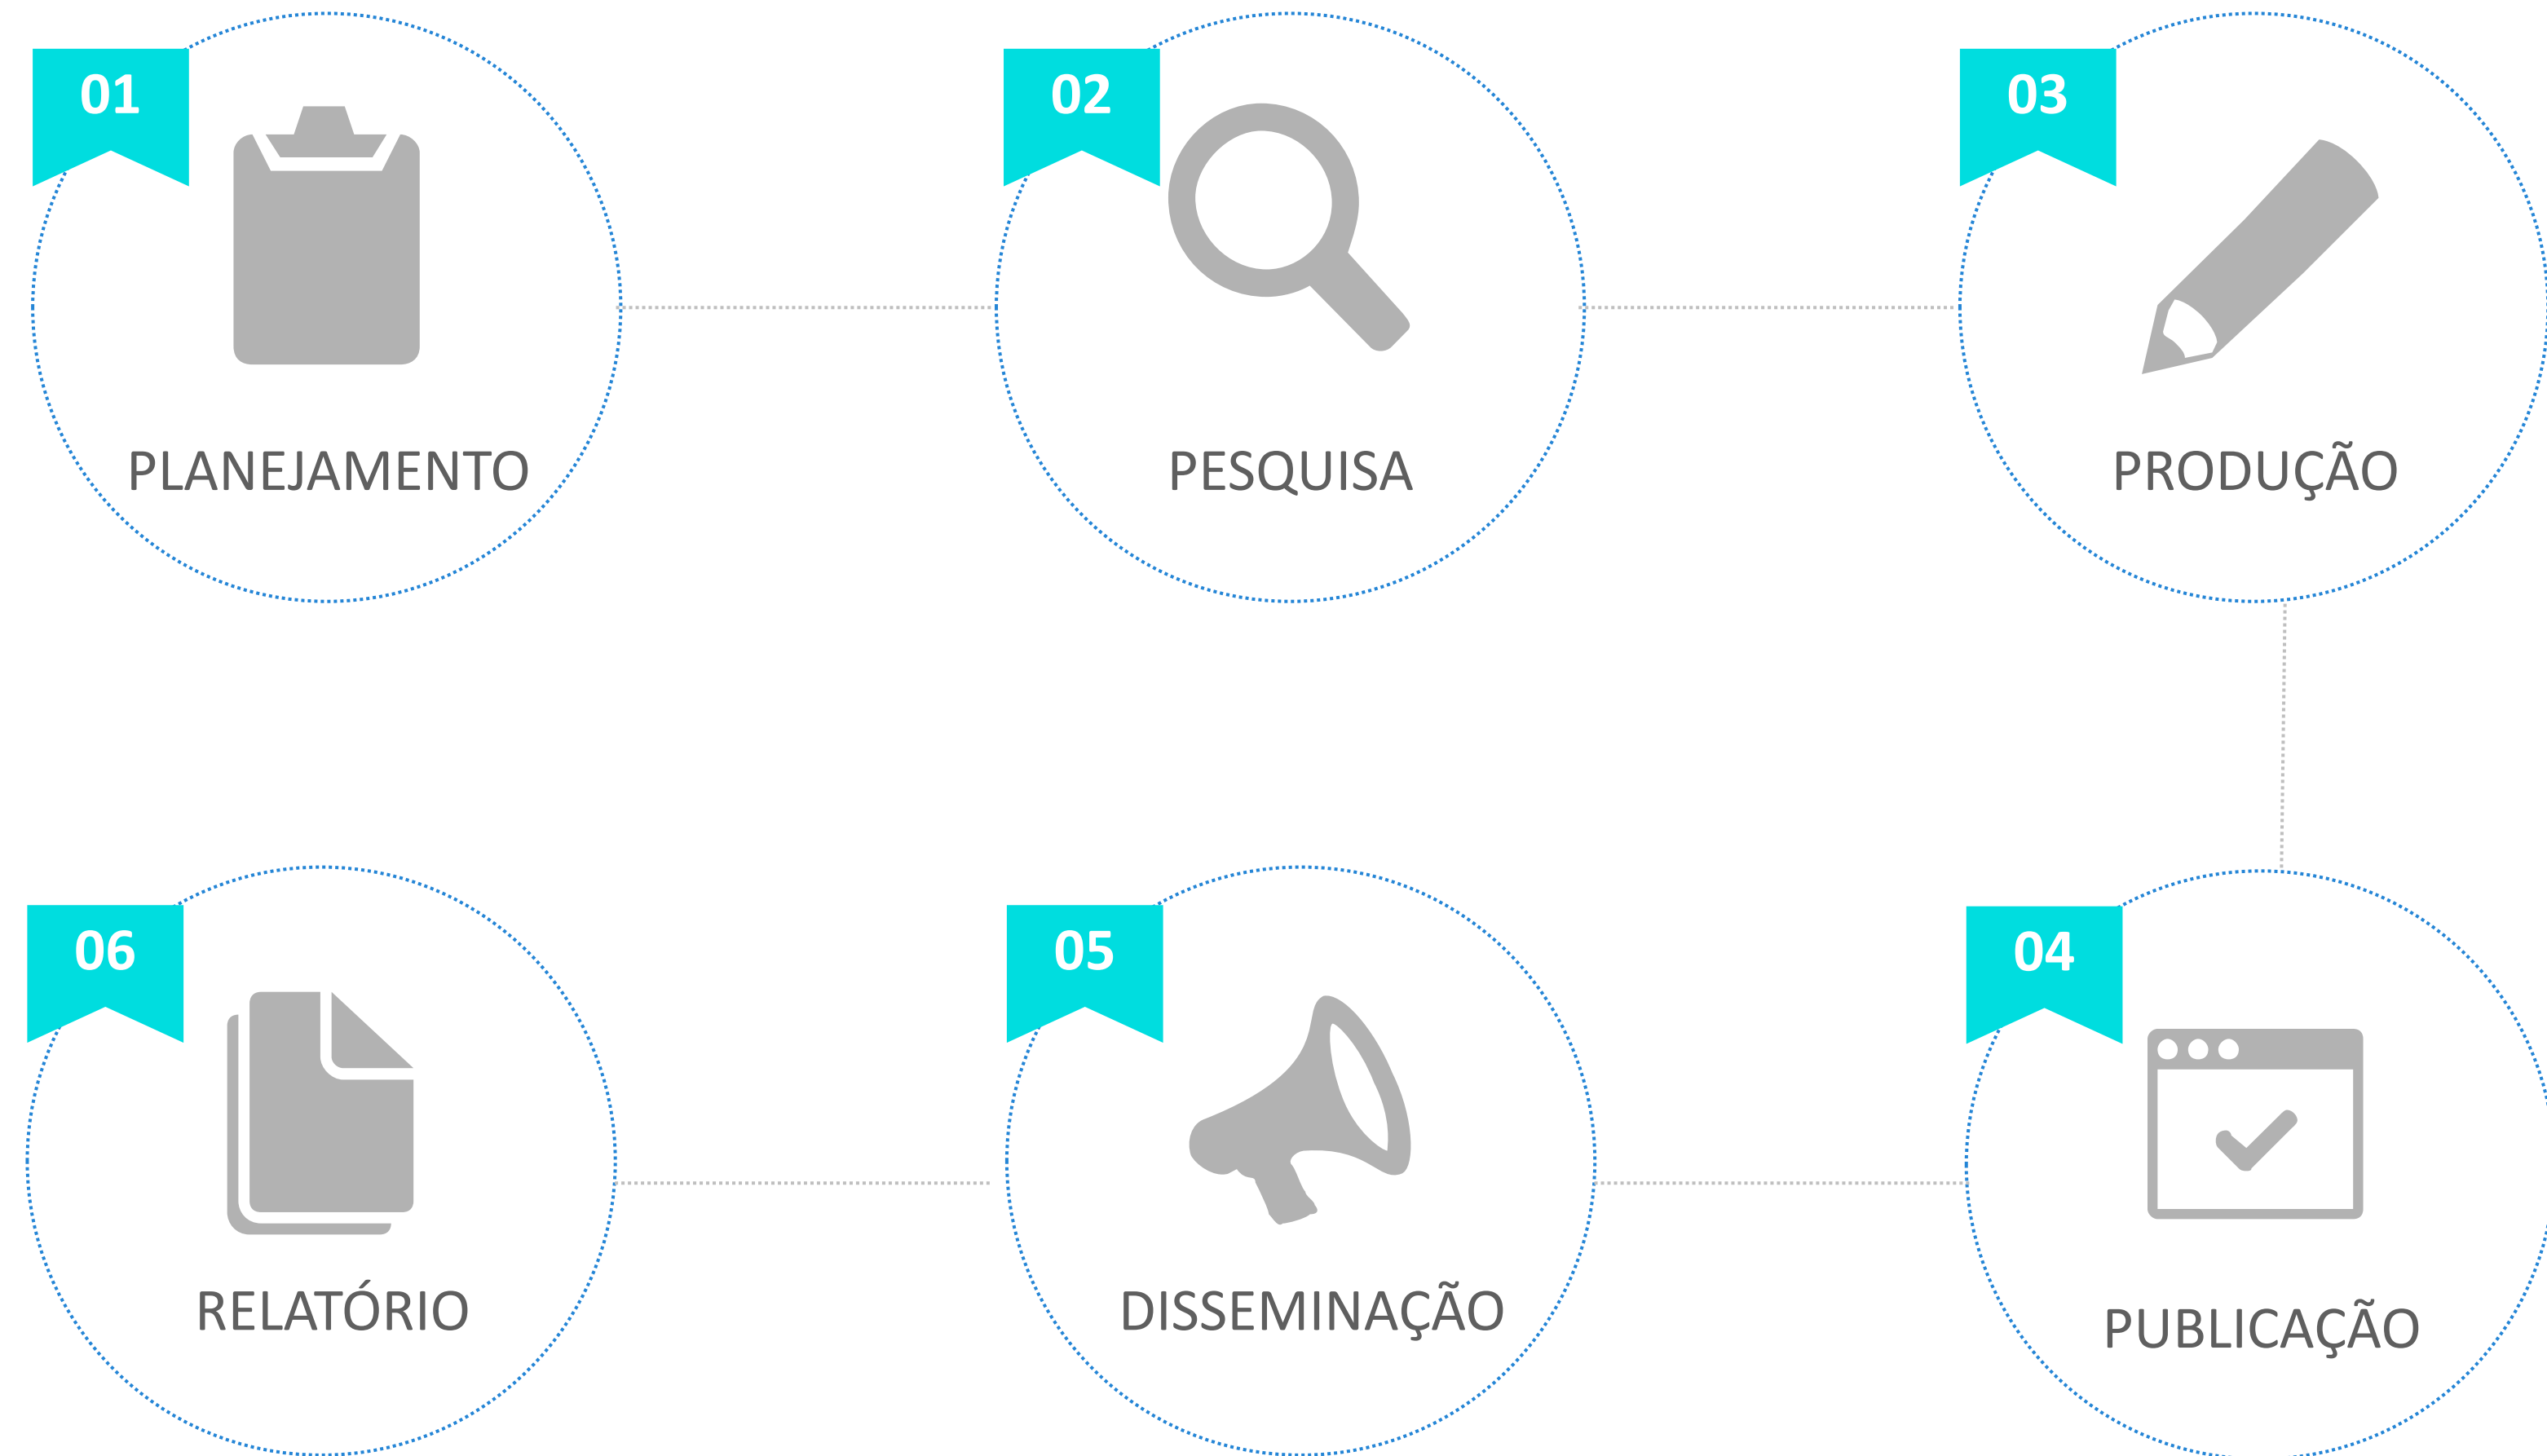 01
PLANEJAMENTO
02
PESQUISA
03
PRODUÇÃO
06
RELATÓRIO
05
DISSEMINAÇÃO
04
PUBLICAÇÃO